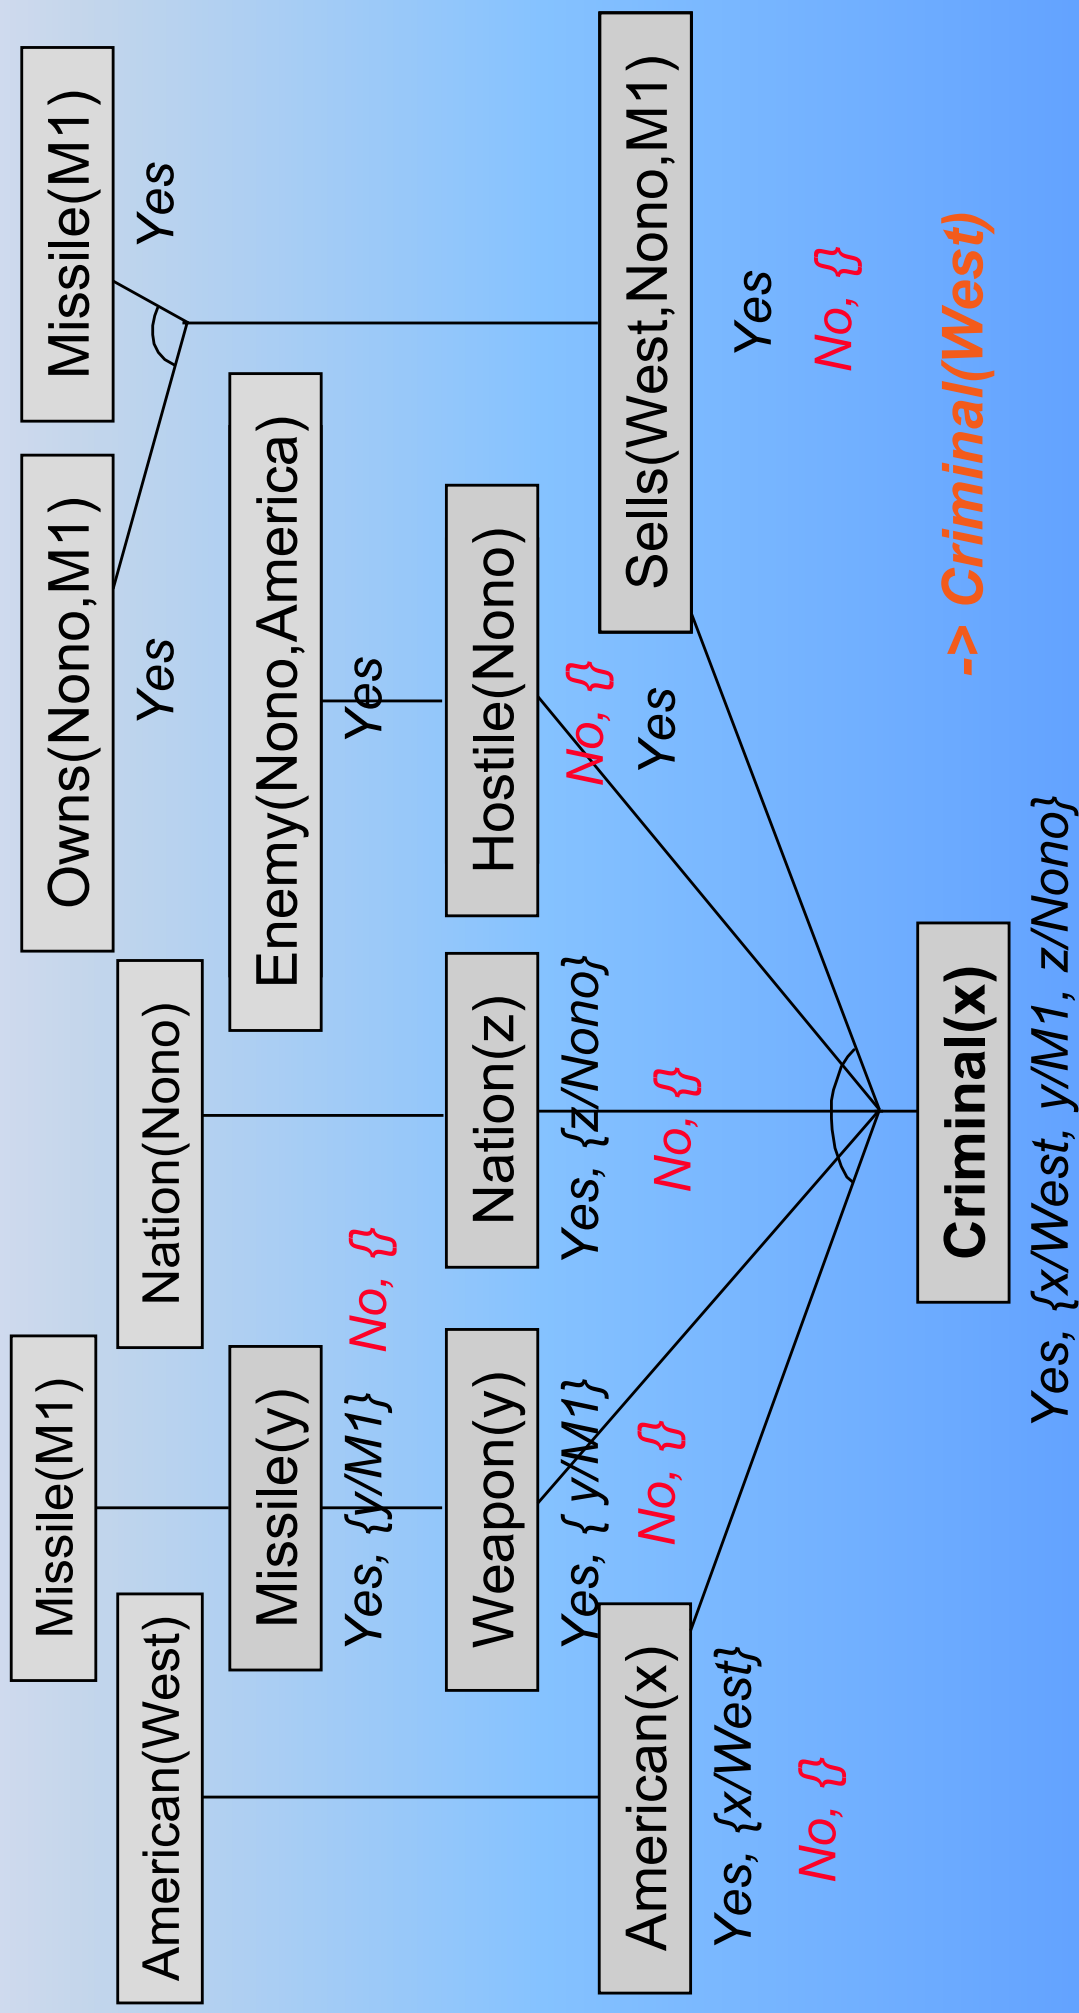 Missile(M1)
Owns(Nono,M1)
Missile(M1)
American(West)
Nation(Nono)
Yes
Yes
Missile(y)
Enemy(Nono,America)
Yes, {y/M1}
No, {}
Yes
Weapon(y)
Nation(z)
Hostile(Nono)
Yes, { y/M1}
Yes, {z/Nono}
No, {}
American(x)
No, {}
No, {}
Yes
Sells(West,Nono,M1)
Yes, {x/West}
Yes
No, {}
No, {}
Criminal(x)
-> Criminal(West)
Yes, {x/West, y/M1, z/Nono}